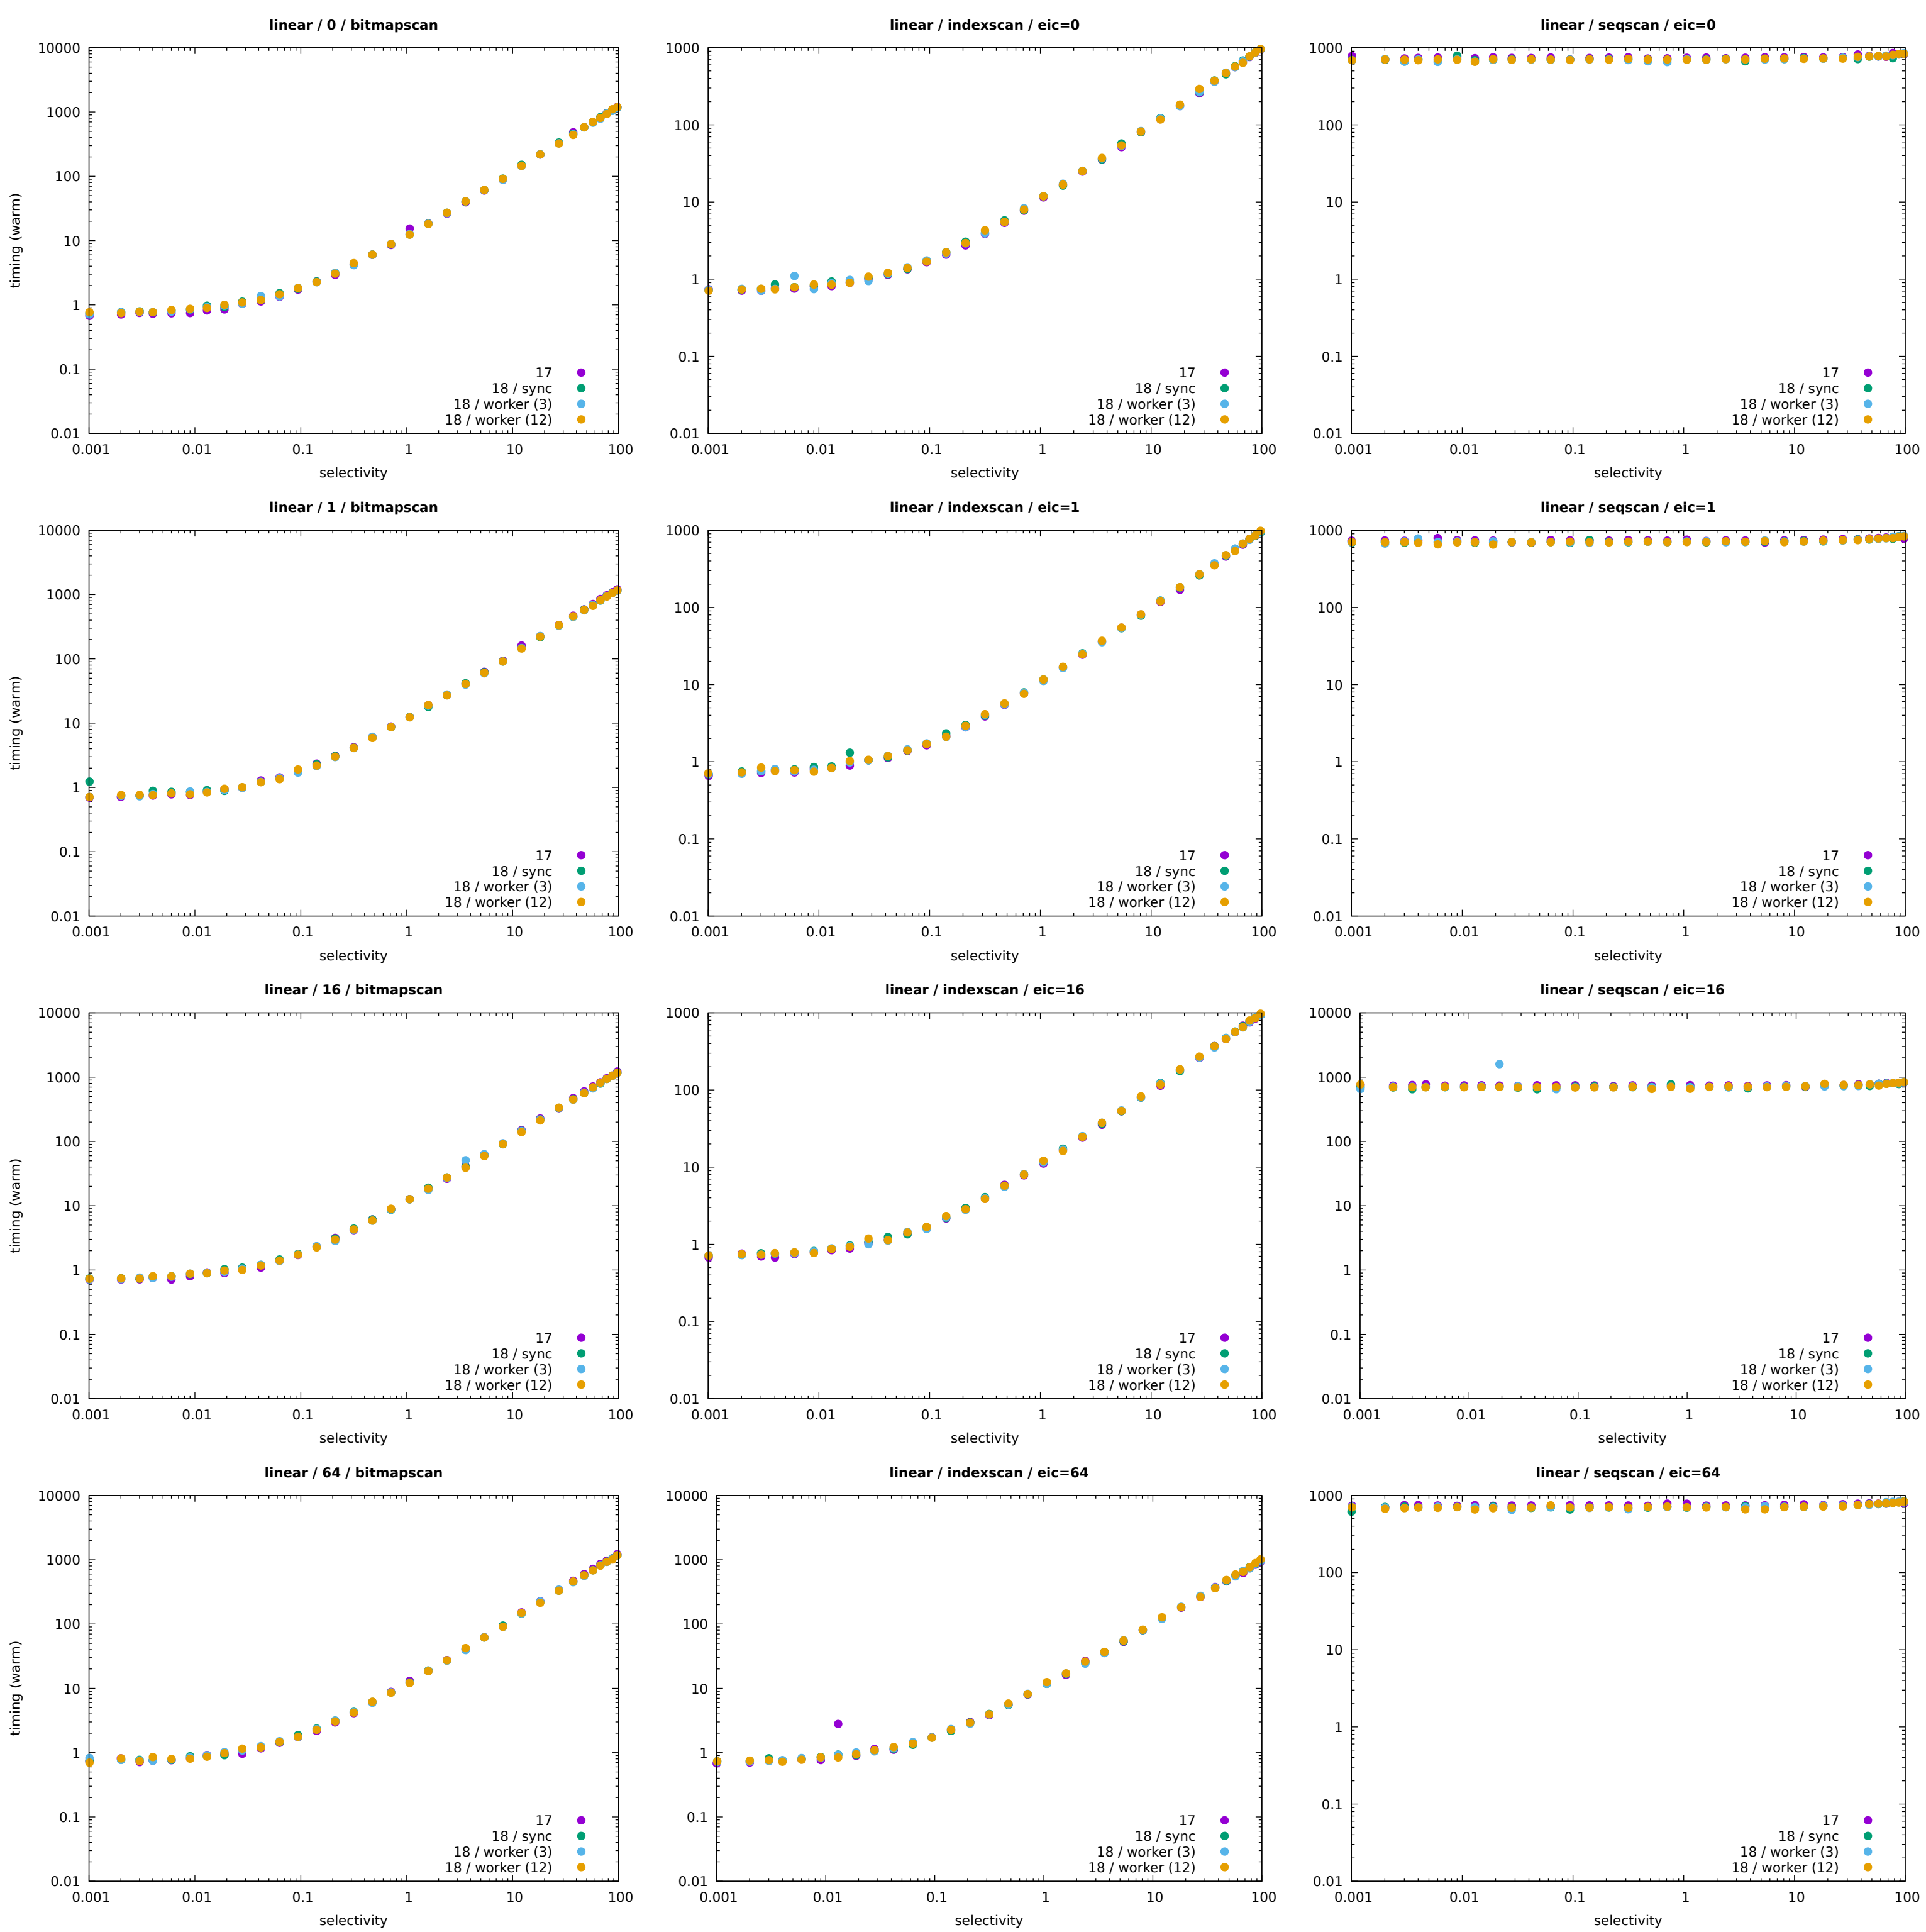 linear / 0 / bitmapscan
10000
1000
100
10
1
0.1
0.01
timing (warm)
17
18 / sync
18 / worker (3)
18 / worker (12)
0.001 0.01 0.1 1 10 100
selectivity
linear / indexscan / eic=0
1000
100
10
1
0.1
0.01
17
18 / sync
18 / worker (3)
18 / worker (12)
0.001 0.01 0.1 1 10 100
selectivity
linear / seqscan / eic=0
1000
100
10
1
0.1
0.01
17
18 / sync
18 / worker (3)
18 / worker (12)
0.001 0.01 0.1 1 10 100
selectivity
linear / 1 / bitmapscan
10000
1000
100
10
1
0.1
0.01
timing (warm)
17
18 / sync
18 / worker (3)
18 / worker (12)
0.001 0.01 0.1 1 10 100
selectivity
linear / indexscan / eic=1
1000
100
10
1
0.1
0.01
17
18 / sync
18 / worker (3)
18 / worker (12)
0.001 0.01 0.1 1 10 100
selectivity
linear / seqscan / eic=1
1000
100
10
1
0.1
0.01
17
18 / sync
18 / worker (3)
18 / worker (12)
0.001 0.01 0.1 1 10 100
selectivity
linear / 16 / bitmapscan
10000
1000
100
10
1
0.1
0.01
timing (warm)
17
18 / sync
18 / worker (3)
18 / worker (12)
0.001 0.01 0.1 1 10 100
selectivity
linear / indexscan / eic=16
1000
100
10
1
0.1
0.01
17
18 / sync
18 / worker (3)
18 / worker (12)
0.001 0.01 0.1 1 10 100
selectivity
linear / seqscan / eic=16
10000
1000
100
10
1
0.1
0.01
17
18 / sync
18 / worker (3)
18 / worker (12)
0.001 0.01 0.1 1 10 100
selectivity
linear / 64 / bitmapscan
10000
1000
100
10
1
0.1
0.01
timing (warm)
17
18 / sync
18 / worker (3)
18 / worker (12)
0.001 0.01 0.1 1 10 100
selectivity
linear / indexscan / eic=64
10000
1000
100
10
1
0.1
0.01
17
18 / sync
18 / worker (3)
18 / worker (12)
0.001 0.01 0.1 1 10 100
selectivity
linear / seqscan / eic=64
1000
100
10
1
0.1
0.01
17
18 / sync
18 / worker (3)
18 / worker (12)
0.001 0.01 0.1 1 10 100
selectivity